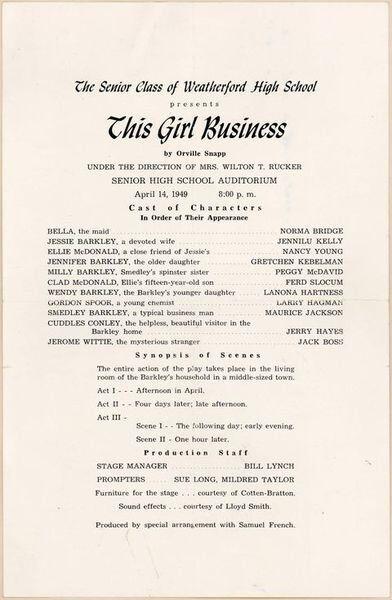 The Senior Class of Weatherford High School
presents
This Girl Business
by Orville Snapp
UNDER THE DIRECTION OF MRS. WILTON T. RUCKER
SENIOR HIGH SCHOOL AUDITORIUM
April 14, 1949 8:00 p. m.
Cast of Characters
In Order of Their Appearance
BELLA, the maid NORMA BRIDGE
JESSIE BARKLEY, a devoted wife JENNILU KELLY
ELLIE McDONALD, a close friend of Jessie's NANCY YOUNG
JENNIFER BARKLEY, the older daughter GRETCHEN KEBELMAN
MILLY BARKLEY, Smedley's spinster sister PEGGY McDAVID
CLAD McDONALD, Ellie's fifteen-year-old son FERD SLOCUM
WENDY BARKLEY, the Barkley's younger daughter LANONA HARTNESS
GORDON SPOOR, a young chemist LARRY HAGMAN
SMEDLEY BARKLEY, a typical business man MAURICE JACKSON
CUDDLES CONLEY, the helpless, beautiful visitor in the
Barkley home JERRY HAYES
JEROME WITTIE, the mysterious stranger JACK BOSS
Synopsis of Scenes
The entire action of the play takes place in the living
room of the Barkley's household in a middle-sized town.
Act I - - - Afternoon in April.
Act II - - Four days later; late afternoon.
Act III -
Scene I - - The following day; early evening.
Scene II - One hour later.
Production Staff
STAGE MANAGER BILL LYNCH
PROMPTERS SUE LONG, MILDRED TAYLOR
Furniture for the stage . . . courtesy of Cotten-Bratton.
Sound effects . . . courtesy of Lloyd Smith.
Produced by special arrangement with Samuel French.